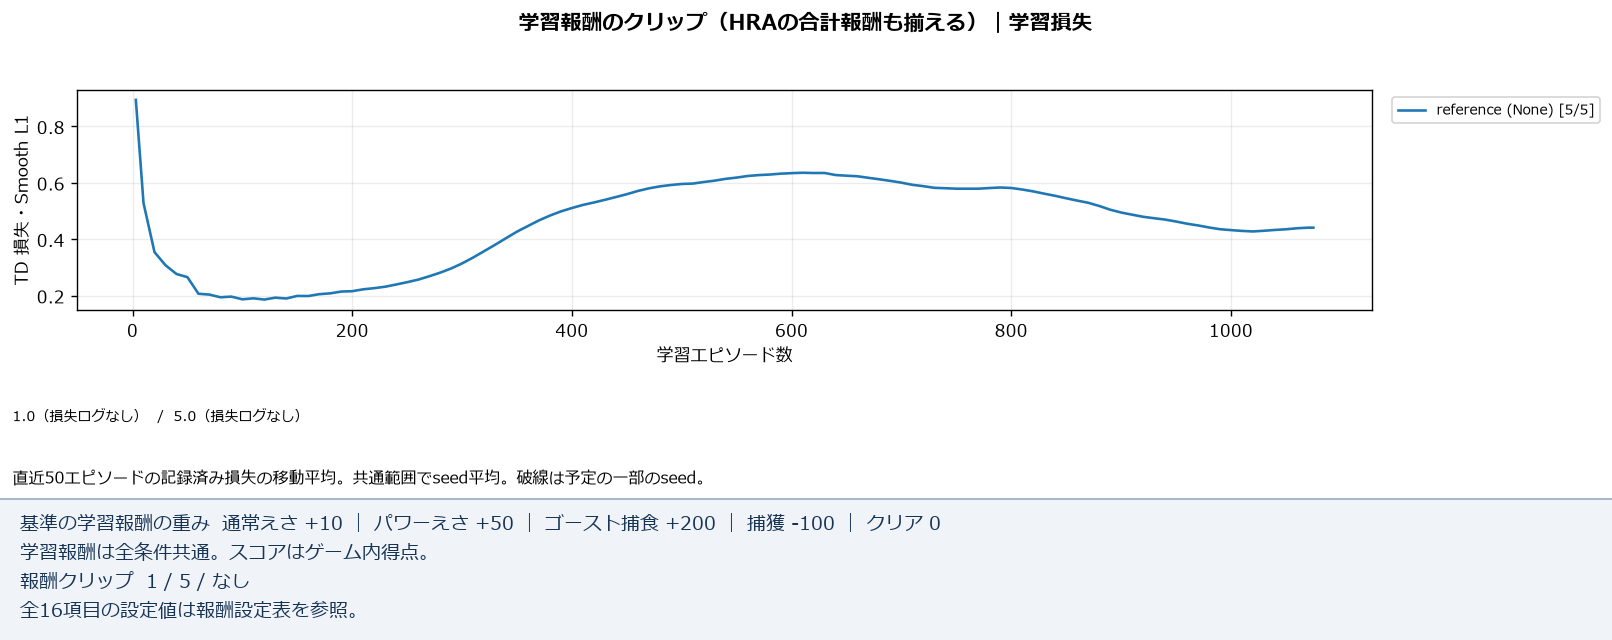 学習報酬のクリップ（HRAの合計報酬も揃える）｜学習損失
reference (None) [5/5]
TD 損失・Smooth L1
0.8
0.6
0.4
0.2
0 200 400 600 800 1000
学習エピソード数
1.0（損失ログなし） / 5.0（損失ログなし）
直近50エピソードの記録済み損失の移動平均。共通範囲でseed平均。破線は予定の一部のseed。
基準の学習報酬の重み 通常えさ +10 ｜ パワーえさ +50 ｜ ゴースト捕食 +200 ｜ 捕獲 -100 ｜ クリア 0
学習報酬は全条件共通。スコアはゲーム内得点。
報酬クリップ 1 / 5 / なし
全16項目の設定値は報酬設定表を参照。